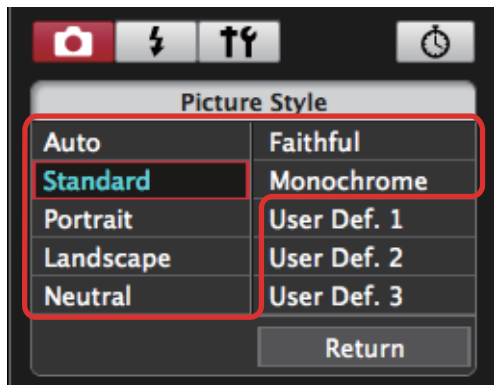 Picture Style
Auto Faithful
Standard Monochrome
Portrait User Def. 1
Landscape User Def. 2
Neutral User Def. 3
Return